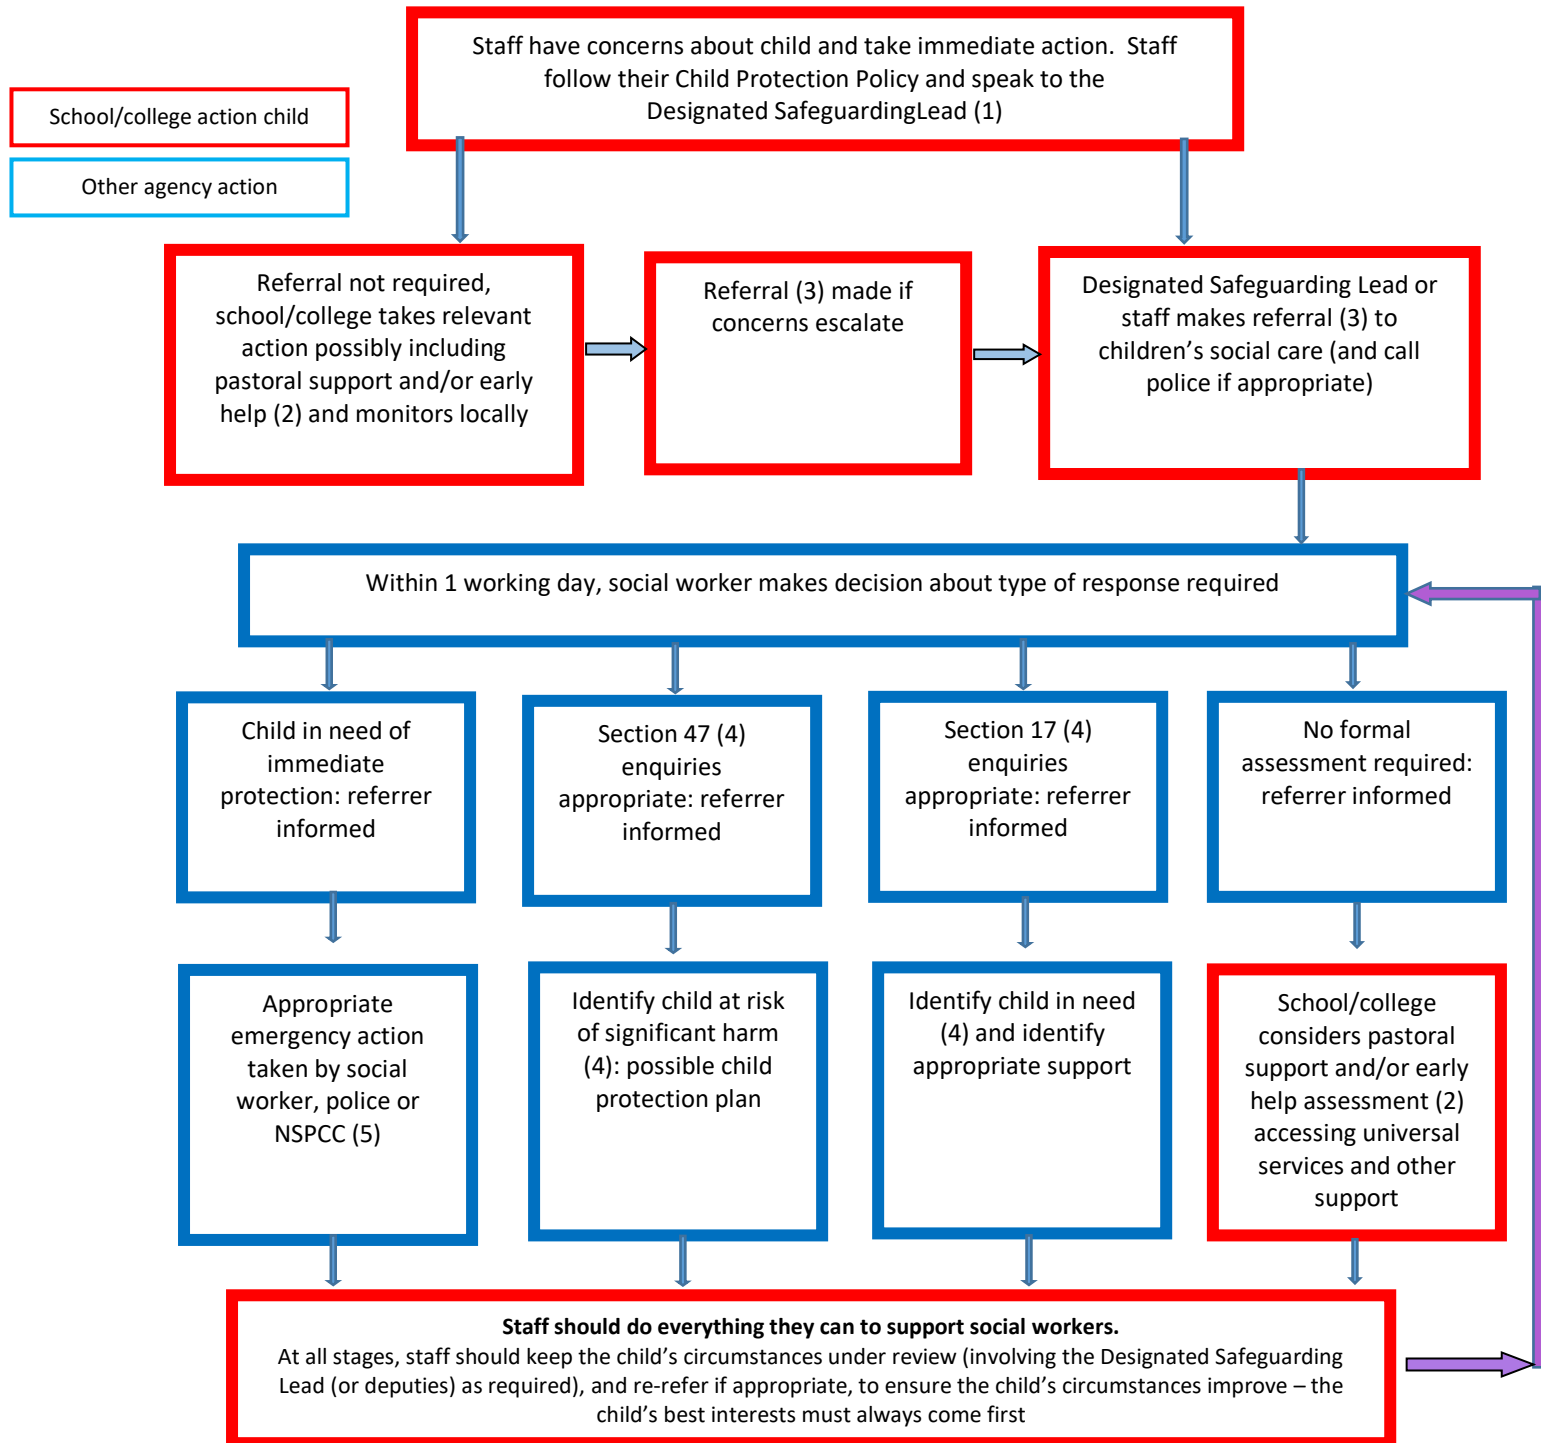 Staff have concerns about child and take immediate action.  Staff
follow their Child Protection Policy and speak to the
Designated SafeguardingLead (1)
School/college action child
Other agency action
Referral not required,
school/college takes relevant
action possibly including
pastoral support and/or early
help (2) and monitors locally
Referral (3) made if
concerns escalate
Designated Safeguarding Lead or
staff makes referral (3) to
children’s social care (and call
police if appropriate)
Within 1 working day, social worker makes decision about type of response required
Child in need of
immediate
protection: referrer
informed
Section 47 (4)
enquiries
appropriate: referrer
informed
Section 17 (4)
enquiries
appropriate: referrer
informed
No formal
assessment required:
referrer informed
Appropriate
emergency action
taken by social
worker, police or
NSPCC (5)
Identify child at risk
of significant harm
(4): possible child
protection plan
Identify child in need
(4) and identify
appropriate support
School/college
considers pastoral
support and/or early
help assessment (2)
accessing universal
services and other
support
Staff should do everything they can to support social workers.
At all stages, staff should keep the child’s circumstances under review (involving the Designated Safeguarding
Lead (or deputies) as required), and re-refer if appropriate, to ensure the child’s circumstances improve – the
child’s best interests must always come first